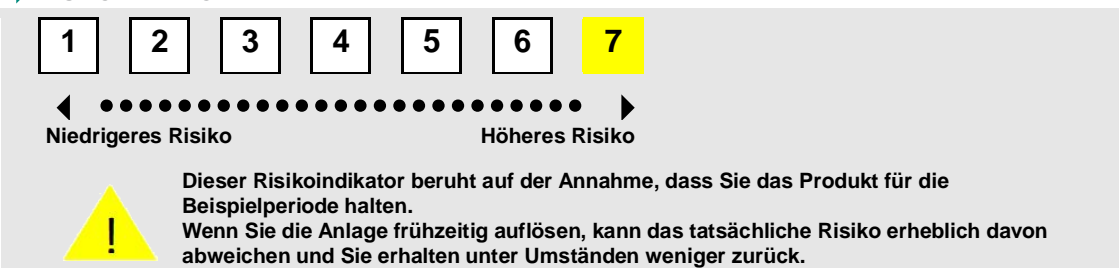 1 2 3 4 5 6 7
Niedrigeres Risiko Höheres Risiko
Dieser Risikoindikator beruht auf der Annahme, dass Sie das Produkt für die
Beispielperiode halten.
Wenn Sie die Anlage frühzeitig auflösen, kann das tatsächliche Risiko erheblich davon
abweichen und Sie erhalten unter Umständen weniger zurück.
!